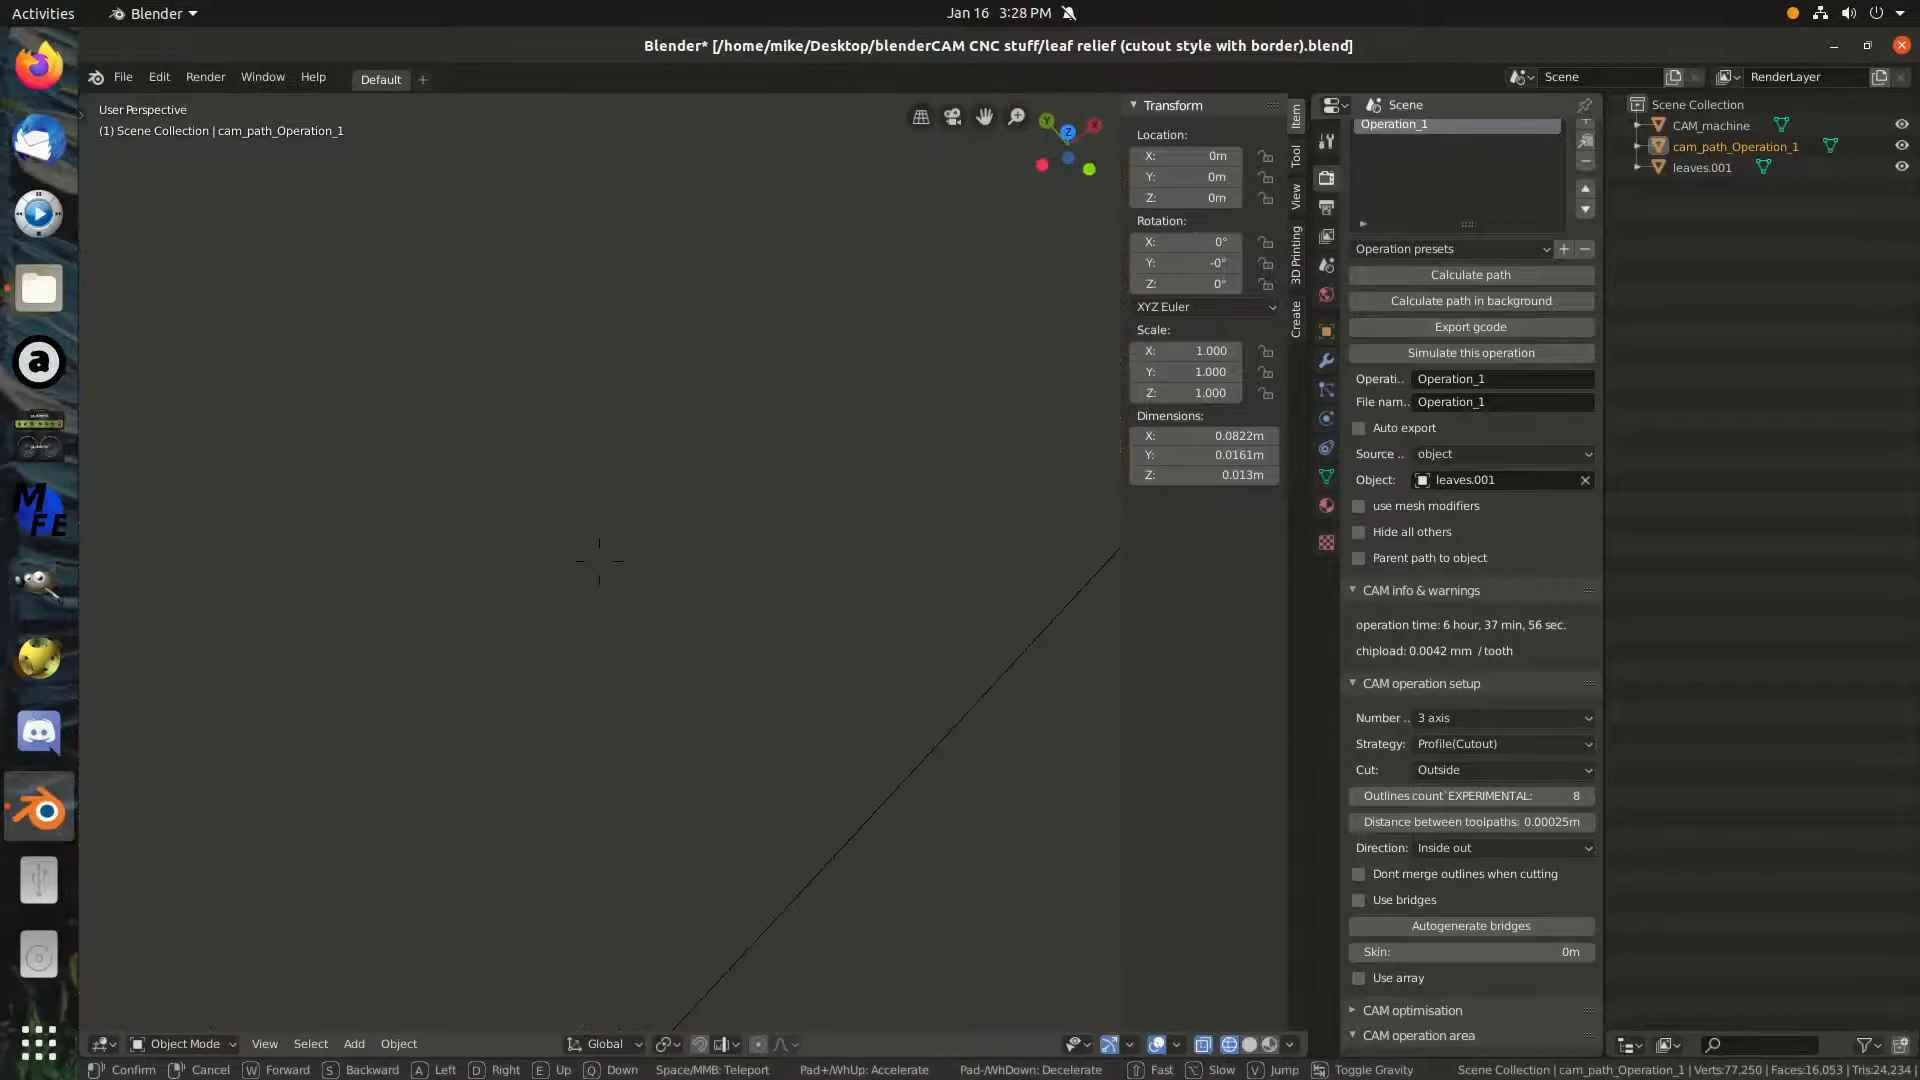 Activities
Blender
Jan 16 3:28 PM
Blender* [/home/mike/Desktop/blenderCAM CNC stuff/leaf relief (cutout style with border).blend]
File Edit Render Window Help
Default
Scene
RenderLayer
User Perspective
(1) Scene Collection | cam_path_Operation_1
Y
Z
X
Transform
Location:
X: 0m
Y: 0m
Z: 0m
Rotation:
X: 0°
Y: -0°
Z: 0°
XYZ Euler
Scale:
X: 1.000
Y: 1.000
Z: 1.000
Dimensions:
X: 0.0822m
Y: 0.0161m
Z: 0.013m
Item
Tool
View
3D Printing
Create
Scene
Operation_1
Operation presets
Calculate path
Calculate path in background
Export gcode
Simulate this operation
Operati.. Operation_1
File nam.. Operation_1
Auto export
Source .. object
Object: leaves.001
use mesh modifiers
Hide all others
Parent path to object
CAM info & warnings
operation time: 6 hour, 37 min, 56 sec.
chipload: 0.0042 mm / tooth
CAM operation setup
Number .. 3 axis
Strategy: Profile(Cutout)
Cut: Outside
Outlines count`EXPERIMENTAL: 8
Distance between toolpaths: 0.00025m
Direction: Inside out
Dont merge outlines when cutting
Use bridges
Autogenerate bridges
Skin: 0m
Use array
CAM optimisation
CAM operation area
Scene Collection
CAM_machine
cam_path_Operation_1
leaves.001
a
M
FE
Object Mode View Select Add Object
Global
Confirm Cancel W Forward S Backward A Left D Right E Up Q Down Space/MMB: Teleport Pad+/WhUp: Accelerate Pad-/WhDown: Decelerate Fast Slow V Jump Toggle Gravity
Scene Collection | cam_path_Operation_1 | Verts:77,250 | Faces:16,053 | Tris:24,234 |